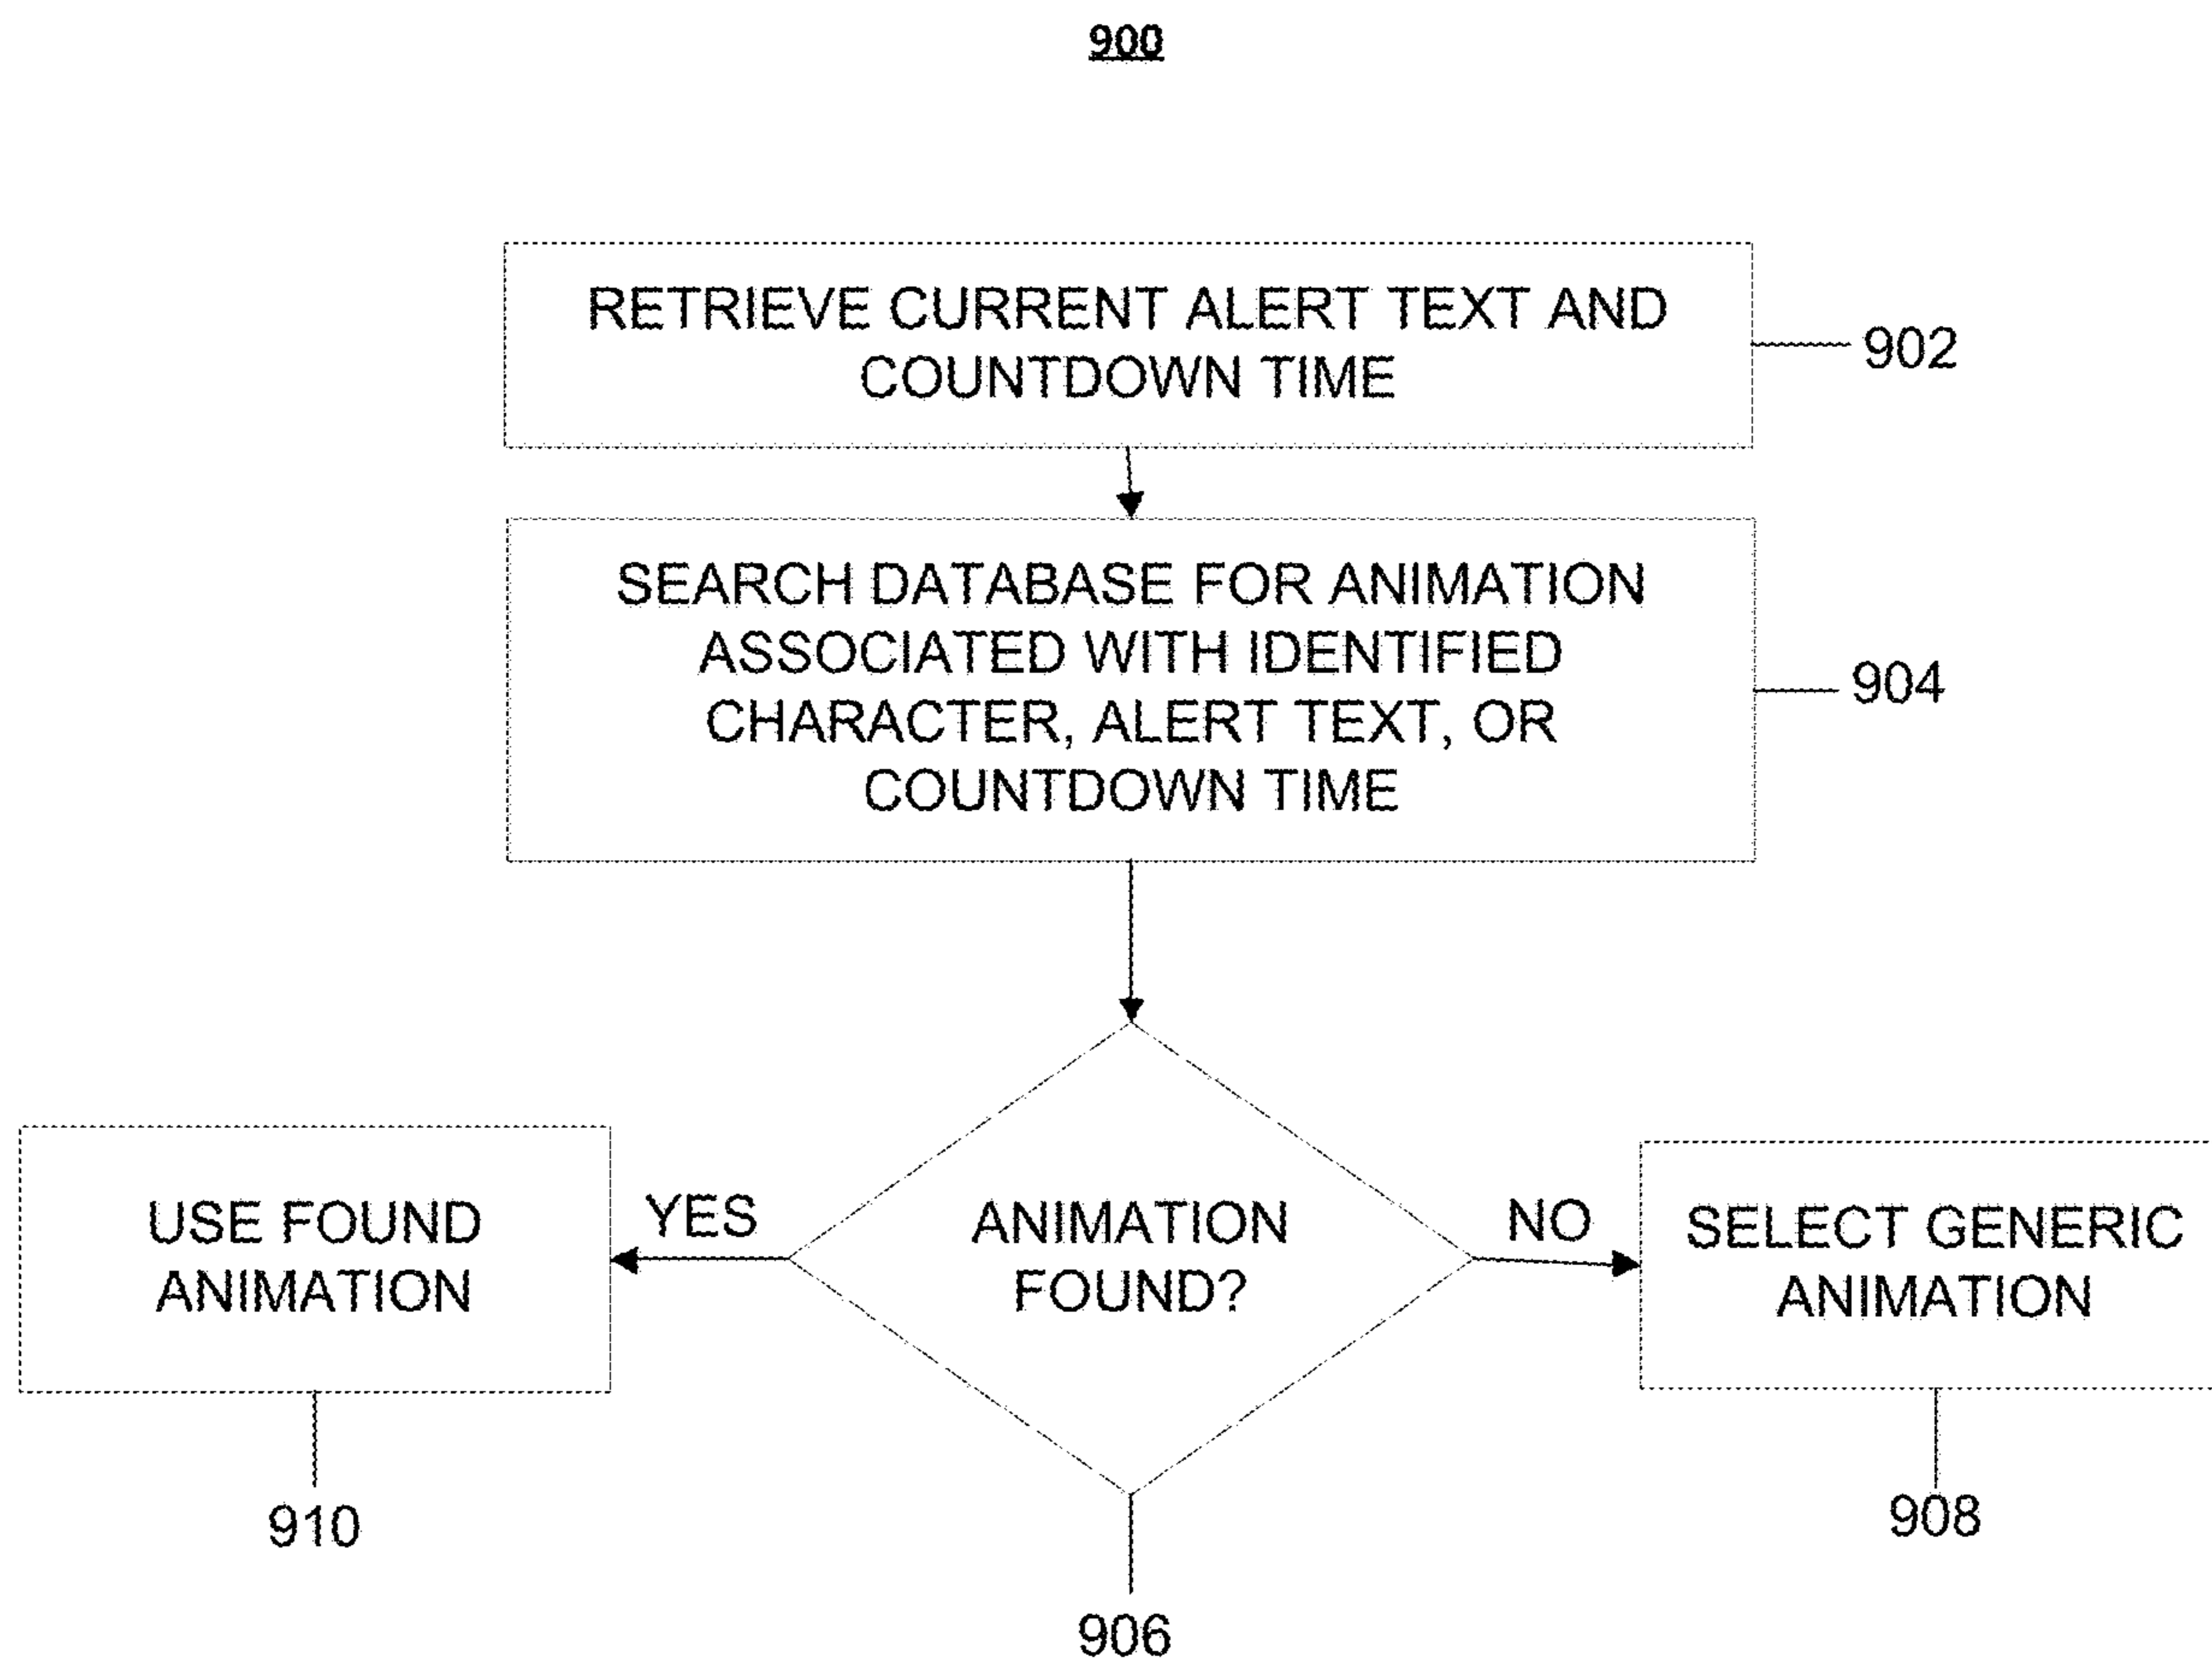 900
RETRIEVE CURRENT ALERT TEXT AND
COUNTDOWN TIME
902
SEARCH DATABASE FOR ANIMATION
ASSOCIATED WITH IDENTIFIED
CHARACTER, ALERT TEXT, OR
COUNTDOWN TIME
904
USE FOUND
ANIMATION
YES
ANIMATION
FOUND?
NO
SELECT GENERIC
ANIMATION
910
908
906